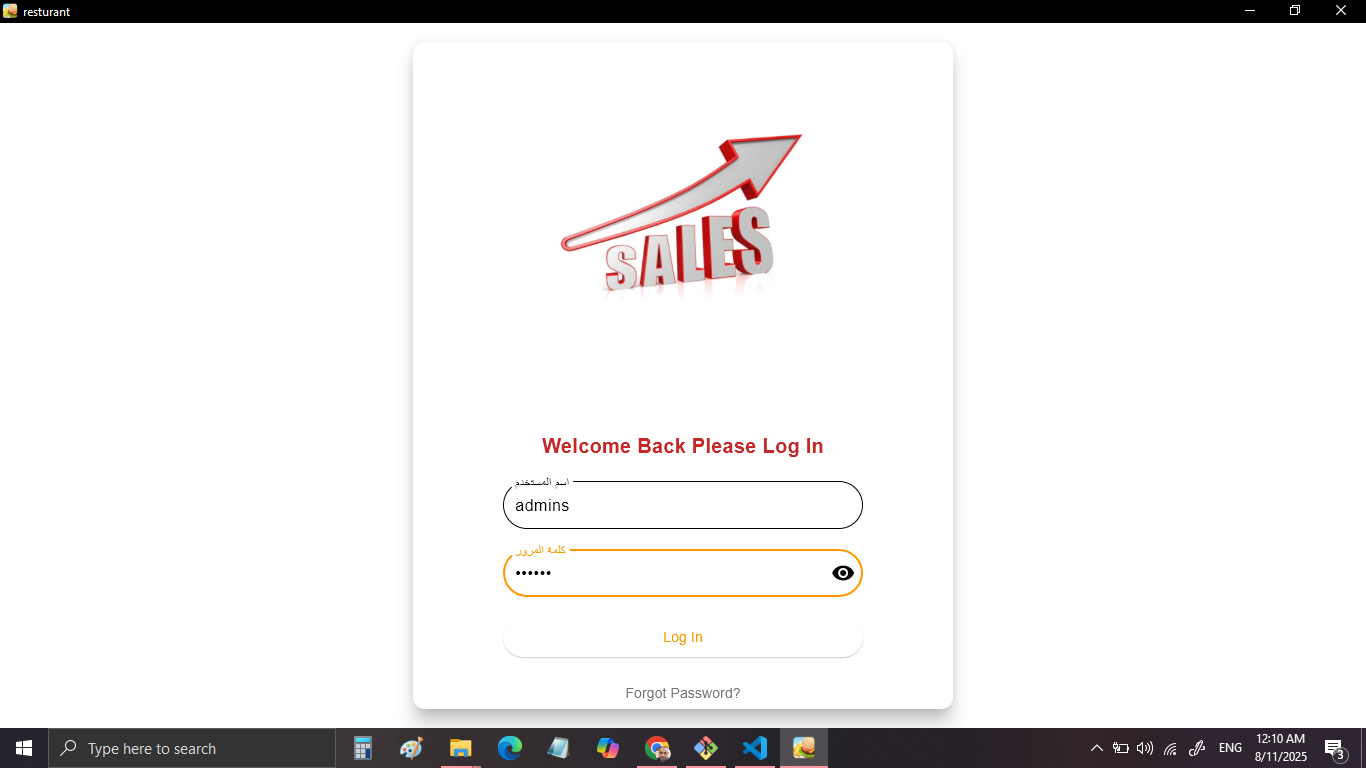 resturant
SALES
Welcome Back Please Log In
اسم المستخدم
admins
كلمة المرور
••••••
Log In
Forgot Password?
Type here to search
ENG
12:10 AM
8/11/2025
3